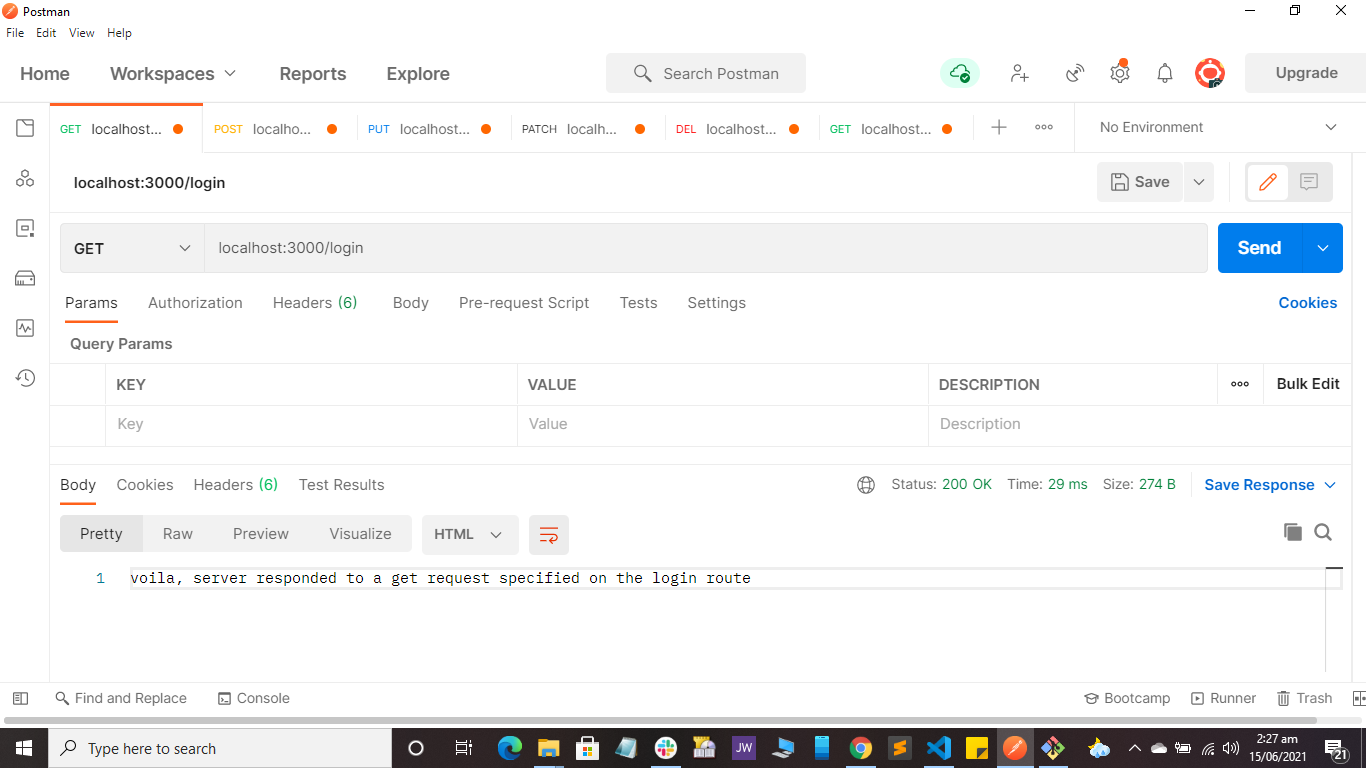 Postman
File Edit View Help
Home Workspaces Reports Explore Search Postman Upgrade
GET localhost... POST localho... PUT localhost... PATCH localh... DEL localhost... GET localhost... No Environment
localhost:3000/login Save
GET localhost:3000/login Send
Params Authorization Headers (6) Body Pre-request Script Tests Settings Cookies
Query Params
KEY VALUE DESCRIPTION Bulk Edit
Key Value Description
Body Cookies Headers (6) Test Results Status: 200 OK Time: 29 ms Size: 274 B Save Response
Pretty Raw Preview Visualize HTML
1 voila, server responded to a get request specified on the login route
Find and Replace Console Bootcamp Runner Trash
Type here to search JW 2:27 am
15/06/2021 21